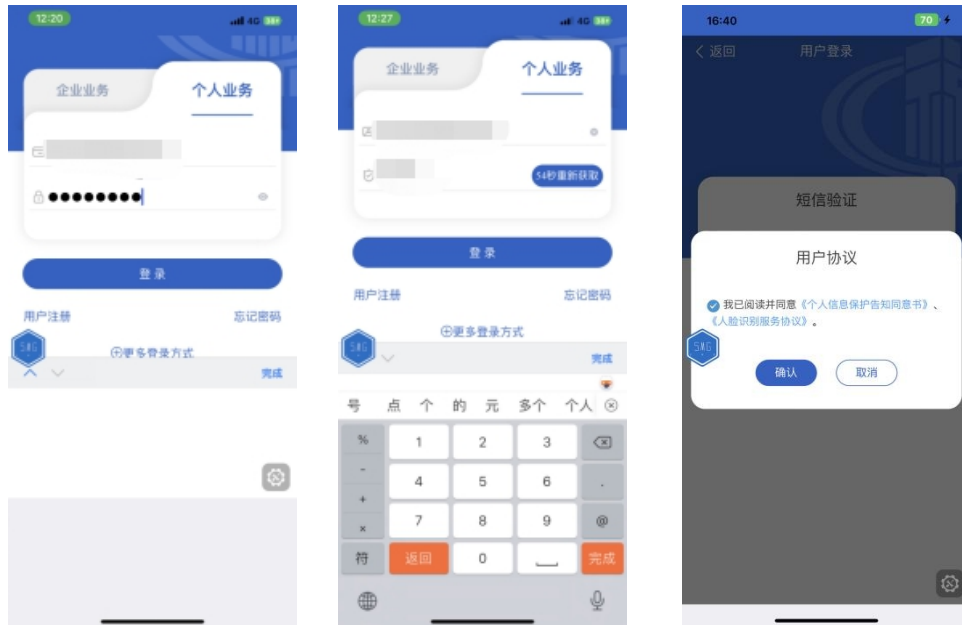 12:20
4G
企业业务
个人业务
登录
用户注册
忘记密码
更多登录方式
完成
12:27
4G
企业业务
个人业务
54秒重新获取
登录
用户注册
忘记密码
更多登录方式
完成
号 点 个 的 元 多个 个人
% 1 2 3
- 4 5 6 .
+
× 7 8 9 @
符 返回 0 完成
16:40
70
返回 用户登录
短信验证
用户协议
我已阅读并同意《个人信息保护告知同意书》、
《人脸识别服务协议》。
确认 取消